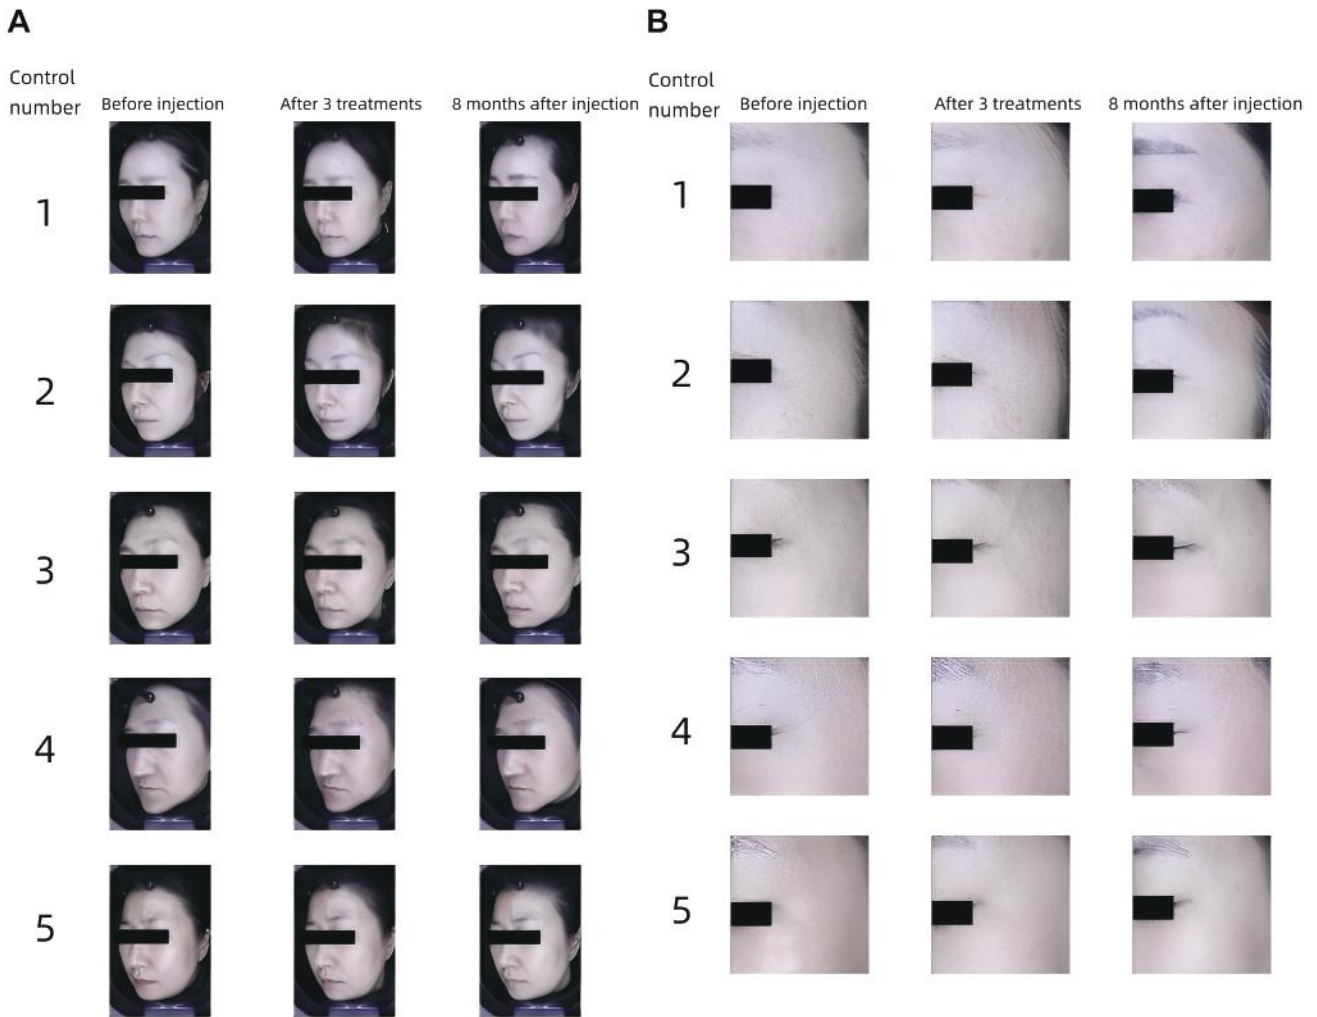 A
Control
number
Before injection
After 3 treatments
8 months after injection
1
2
3
4
5
B
Control
number
Before injection
After 3 treatments
8 months after injection
1
2
3
4
5